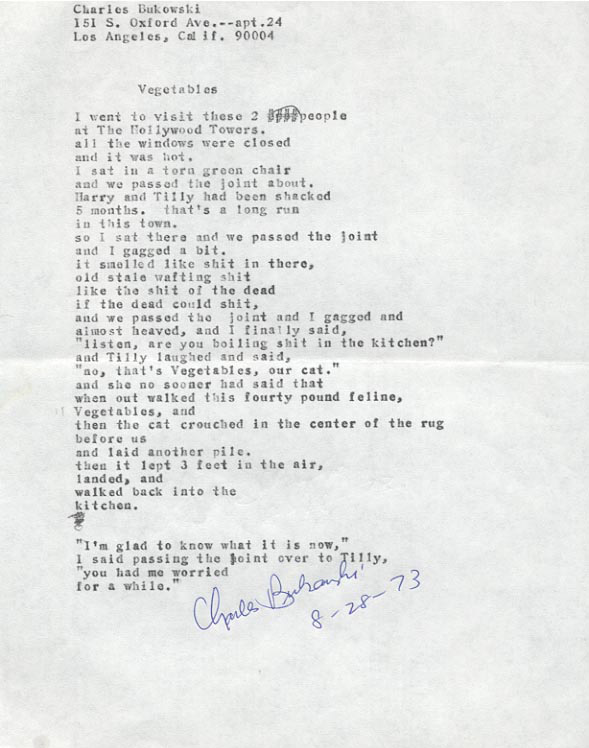 Charles Bukowski
151 S. Oxford Ave.--apt.24
Los Angeles, Calif. 90004
Vegetables
I went to visit these 2 people
at The Hollywood Towers.
all the windows were closed
and it was hot.
I sat in a torn green chair
and we passed the joint about.
Harry and Tilly had been shacked
5 months.  that's a long run
in this town.
so I sat there and we passed the joint
and I gagged a bit.
it smelled like shit in there,
old stale wafting shit
like the shit of the dead
if the dead could shit,
and we passed the  joint and I gagged and
almost heaved, and I finally said,
"listen, are you boiling shit in the kitchen?"
and Tilly laughed and said,
"no, that's Vegetables, our cat."
and she no sooner had said that
when out walked this fourty pound feline,
Vegetables, and
then the cat crouched in the center of the rug
before us
and laid another pile.
then it lept 3 feet in the air,
landed, and
walked back into the
kitchen.
"I'm glad to know what it is now,"
I said passing the joint over to Tilly,
"you had me worried
for a while."
Charles Bukowski
8-28-73